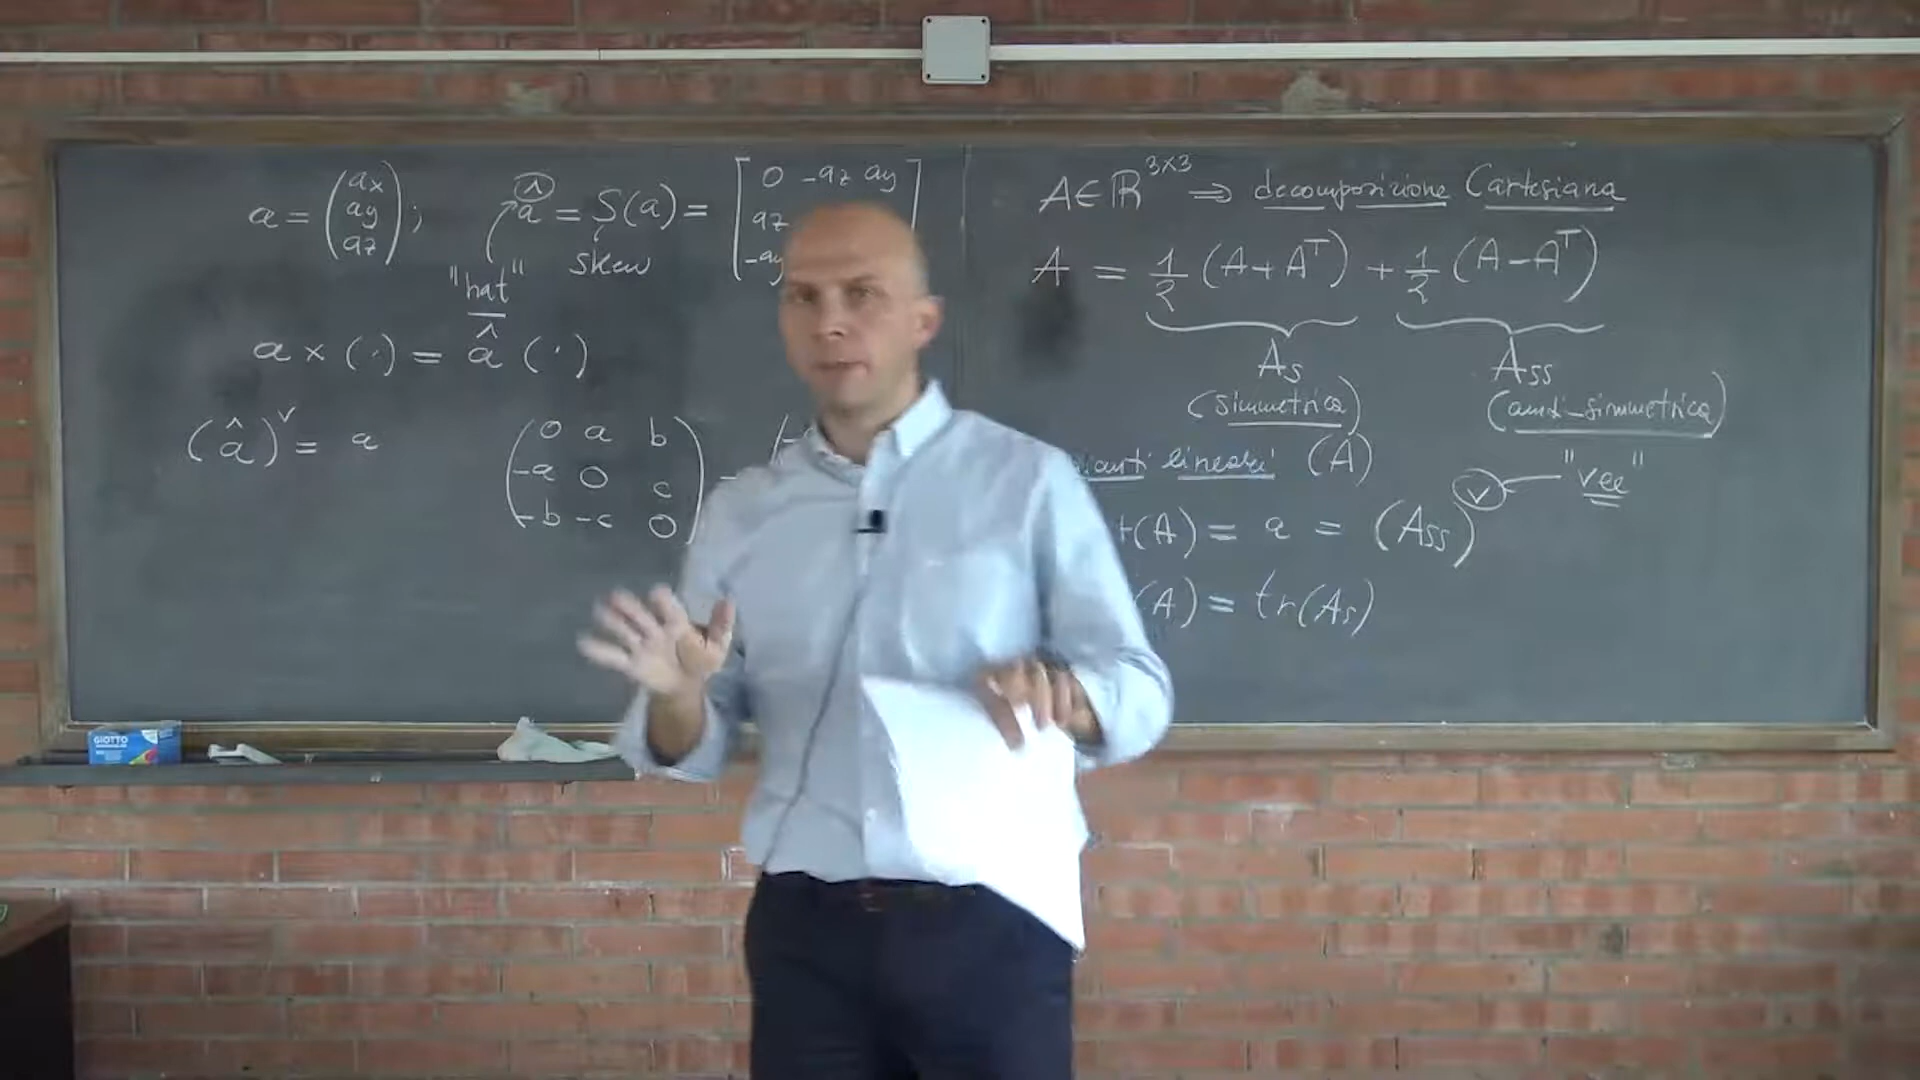 a = (ax ay az); â = S(a) = [0 -az ay
az
-ay
"hat"
skew
a × (·) = â (·)
(â)^v = a
(0 a b
-a 0 c
-b -c 0)
A ∈ ℝ^3×3 ⇒ decomposizione Cartesiana
A = 1/2 (A + A^T) + 1/2 (A - A^T)
As
Ass
(simmetrica)
(anti-simmetrica)
lineari (A)
"vee"
(A) = a = (Ass)^v
(A) = tr(As)
GIOTTO